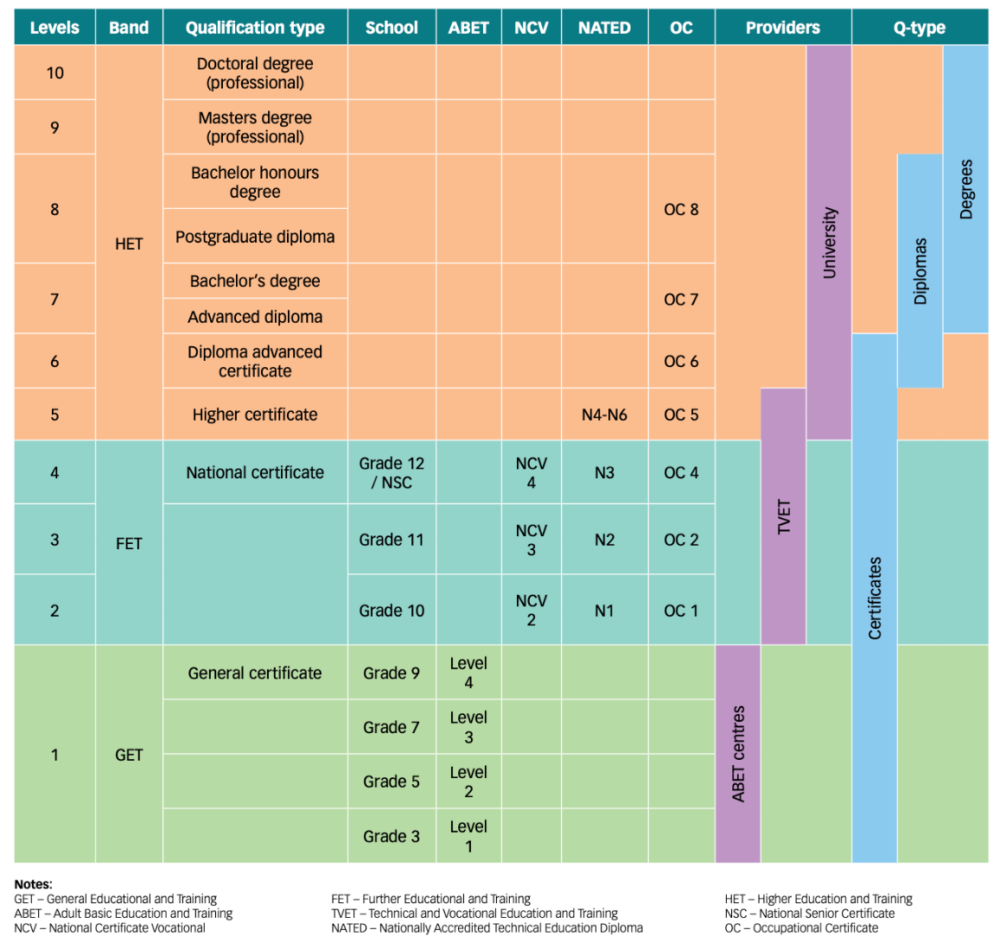 Levels Band Qualification type School ABET NCV NATED OC Providers Q-type
10
HET
Doctoral degree
(professional)
9
Masters degree
(professional)
8
Bachelor honours
degree
Postgraduate diploma
OC 8
7
Bachelor’s degree
Advanced diploma
OC 7
6
Diploma advanced
certificate
OC 6
5 Higher certificate N4-N6 OC 5
University
Degrees
Diplomas
4
FET
National certificate
Grade 12
/ NSC
NCV
4
N3 OC 4
3 Grade 11
NCV
3
N2 OC 2
2 Grade 10
NCV
2
N1 OC 1
TVET
Certificates
1
GET
General certificate Grade 9
Level
4
Grade 7
Level
3
Grade 5
Level
2
Grade 3
Level
1
ABET centres
Notes:
GET – General Educational and Training FET – Further Educational and Training HET – Higher Education and Training
ABET – Adult Basic Education and Training TVET – Technical and Vocational Education and Training NSC – National Senior Certificate
NCV – National Certificate Vocational NATED – Nationally Accredited Technical Education Diploma OC – Occupational Certificate